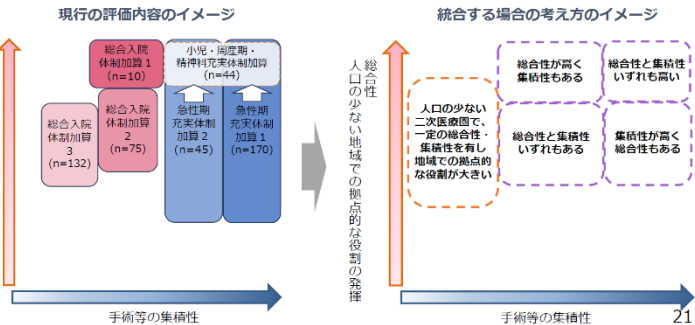 現行の評価内容のイメージ
総合入院
体制加算１
(n=10)
小児・周産期・
精神科充実体制加算
(n=44)
総合入院
体制加算
３
(n=132)
総合入院
体制加算
２
(n=75)
急性期
充実体制
加算２
(n=45)
急性期
充実体制
加算１
(n=170)
手術等の集積性
統合する場合の考え方のイメージ
総合性
人口の少ない地域での拠点的な役割の発揮
人口の少ない
二次医療圏で、
一定の総合性・
集積性を有し
地域での拠点的
な役割が大きい
総合性が高く
集積性もある
総合性と集積性
いずれも高い
総合性と集積性
いずれもある
集積性が高く
総合性もある
手術等の集積性
21